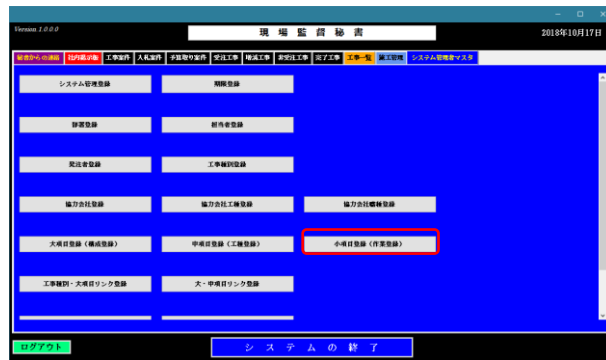 Version 1.0.0.0
現場監督秘書
2018年10月17日
秘書からの連絡 社内掲示板 工事案件 入札案件 予算取り案件 受注工事 増減工事 非受注工事 完了工事 工事一覧 施工管理 システム管理者マスタ
システム管理登録 期限登録
部署登録 担当者登録
発注者登録 工事種別登録
協力会社登録 協力会社工種登録 協力会社職種登録
大項目登録（構成登録） 中項目登録（工種登録） 小項目登録（作業登録）
工事種別・大項目リンク登録 大・中項目リンク登録
ログアウト
システムの終了